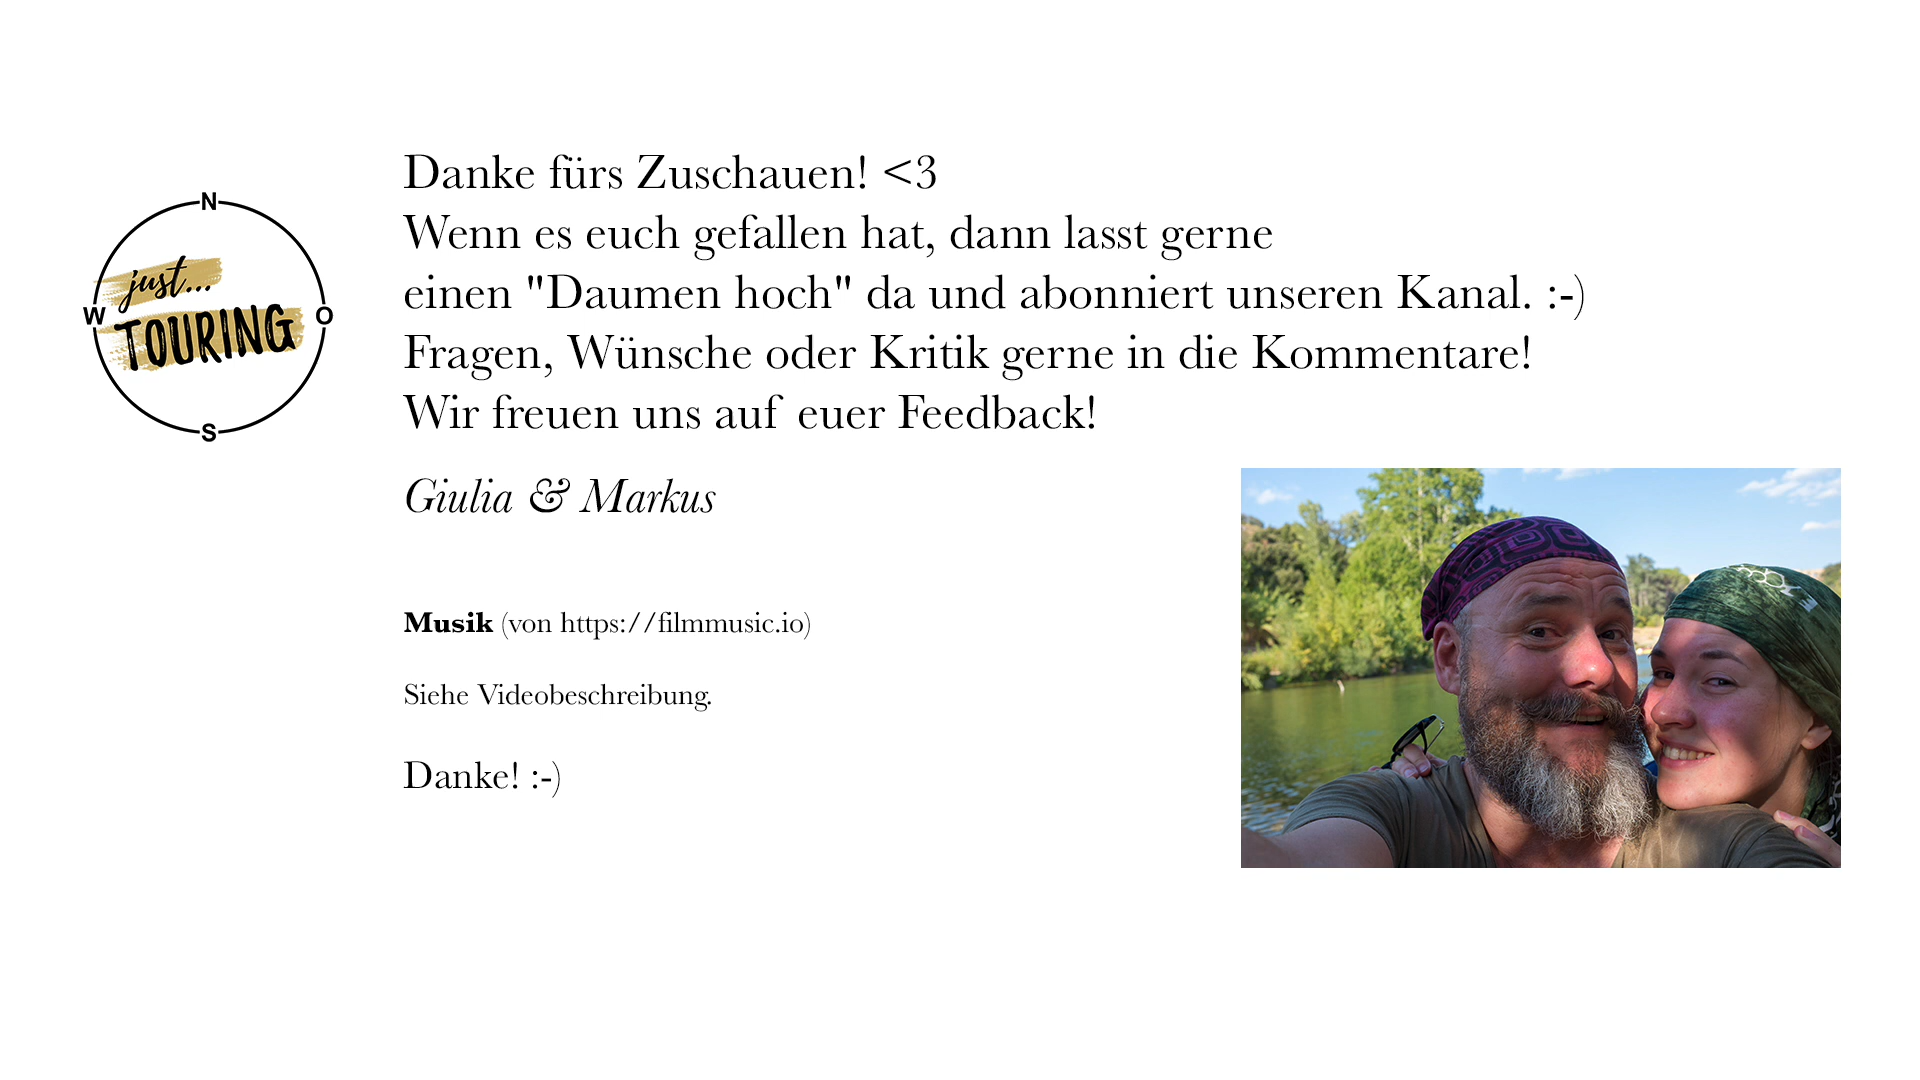 N
just...
W
TOURING
O
S
Danke fürs Zuschauen! <3
Wenn es euch gefallen hat, dann lasst gerne
einen "Daumen hoch" da und abonniert unseren Kanal. :-)
Fragen, Wünsche oder Kritik gerne in die Kommentare!
Wir freuen uns auf euer Feedback!
Giulia & Markus
Musik (von https://filmmusic.io)
Siehe Videobeschreibung.
Danke! :-)